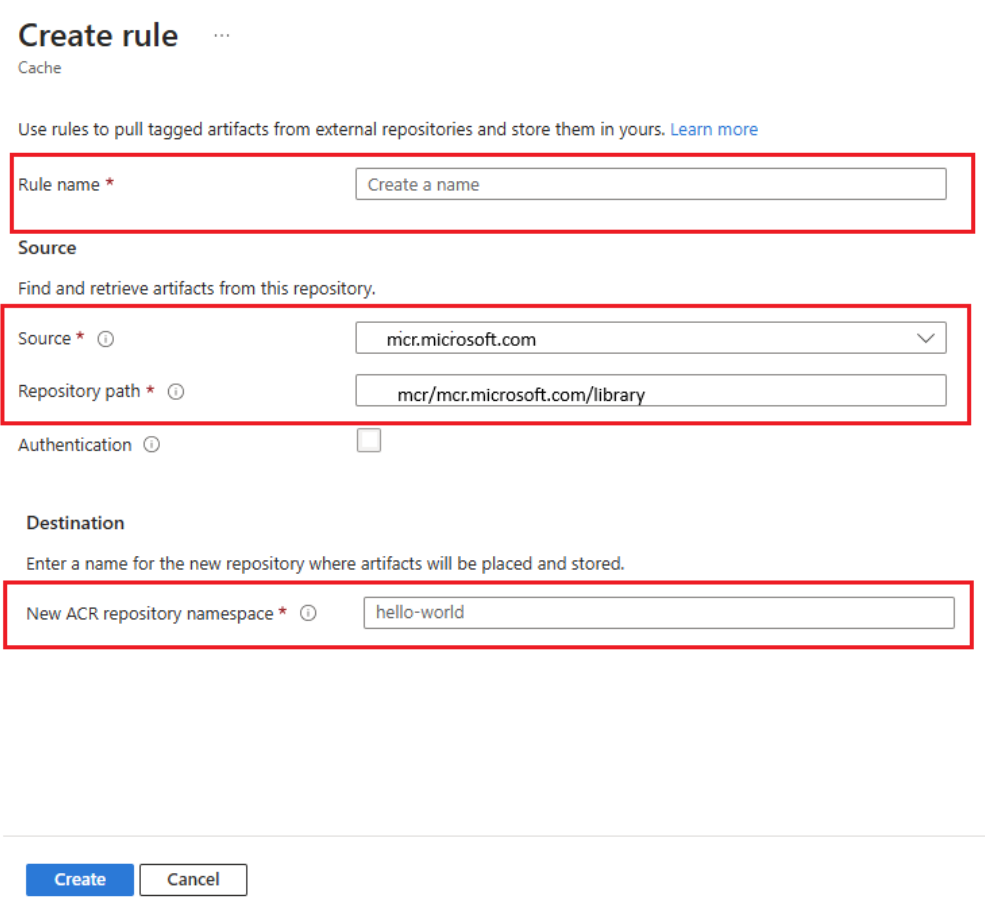 Create rule ...
Cache
Use rules to pull tagged artifacts from external repositories and store them in yours. Learn more
Rule name * Create a name
Source
Find and retrieve artifacts from this repository.
Source * mcr.microsoft.com
Repository path * mcr/mcr.microsoft.com/library
Authentication
Destination
Enter a name for the new repository where artifacts will be placed and stored.
New ACR repository namespace * hello-world
Create Cancel